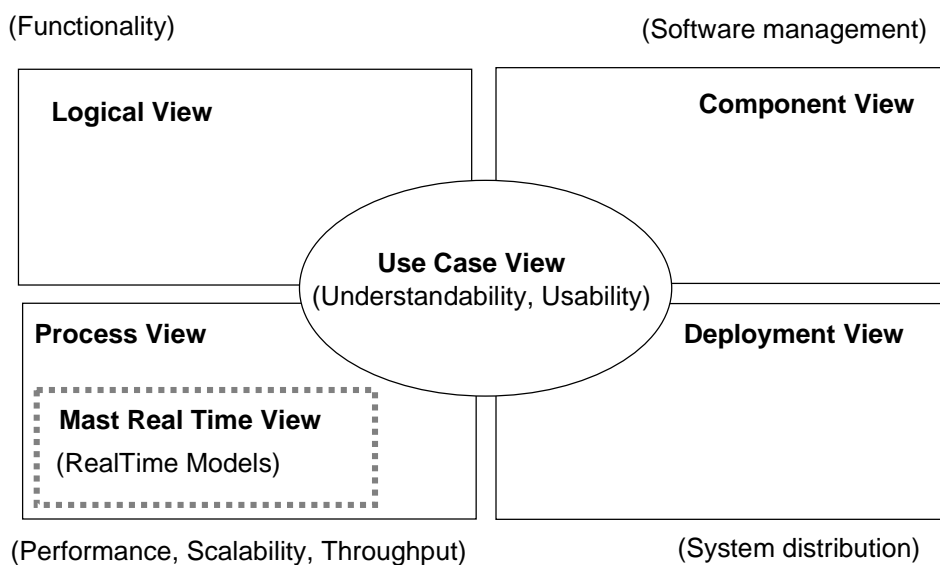 (Functionality)
(Software management)
Logical View
Component View
Use Case View
(Understandability, Usability)
Process View
Deployment View
Mast Real Time View
(RealTime Models)
(Performance, Scalability, Throughput)
(System distribution)